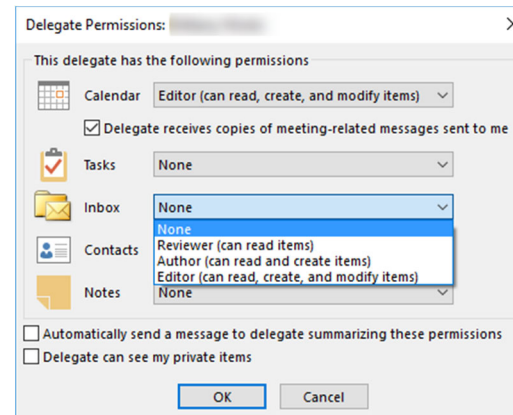 Delegate Permissions:
This delegate has the following permissions
Calendar Editor (can read, create, and modify items)
Delegate receives copies of meeting-related messages sent to me
Tasks None
Inbox None
None
Reviewer (can read items)
Author (can read and create items)
Contacts
Editor (can read, create, and modify items)
Notes None
Automatically send a message to delegate summarizing these permissions
Delegate can see my private items
OK Cancel